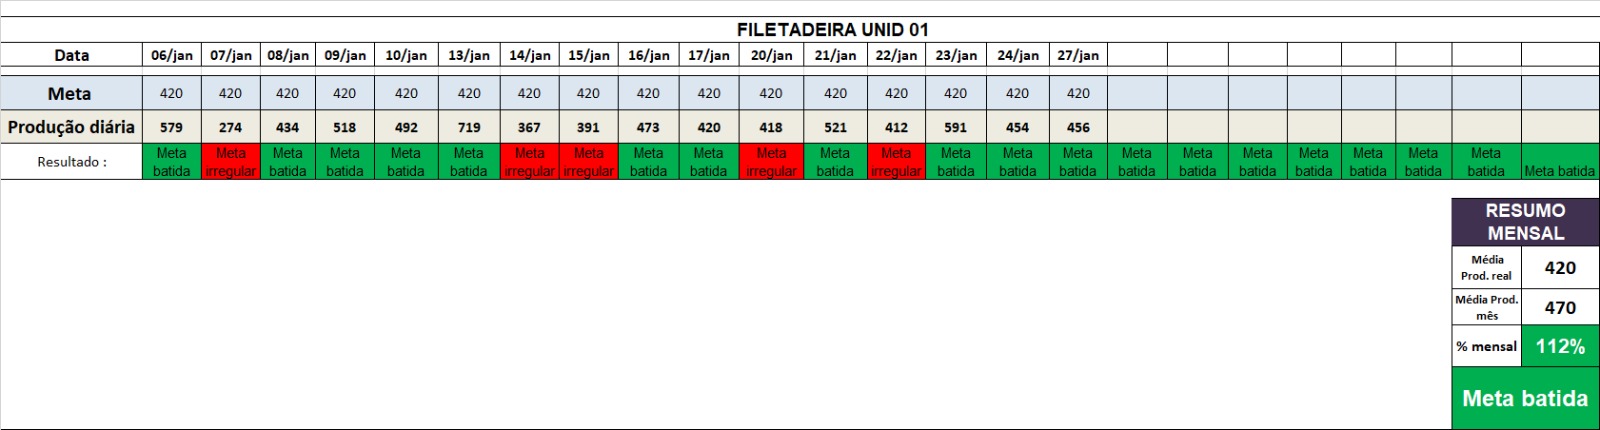 FILETADEIRA UNID 01
Data 06/jan 07/jan 08/jan 09/jan 10/jan 13/jan 14/jan 15/jan 16/jan 17/jan 20/jan 21/jan 22/jan 23/jan 24/jan 27/jan
Meta 420 420 420 420 420 420 420 420 420 420 420 420 420 420 420 420
Produção diária 579 274 434 518 492 719 367 391 473 420 418 521 412 591 454 456
Resultado : Meta batida Meta irregular Meta batida Meta batida Meta batida Meta batida Meta irregular Meta irregular Meta batida Meta batida Meta irregular Meta batida Meta irregular Meta batida Meta batida Meta batida Meta batida Meta batida Meta batida Meta batida Meta batida Meta batida Meta batida Meta batida
RESUMO
MENSAL
Média
Prod. real 420
Média Prod.
mês 470
% mensal 112%
Meta batida